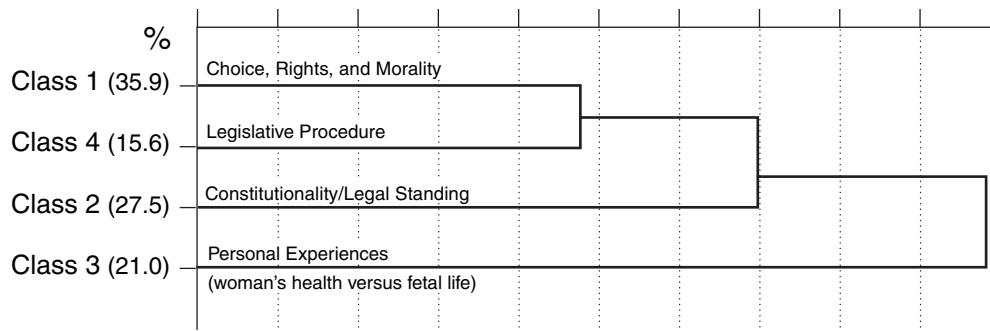 %
Class 1 (35.9)
Choice, Rights, and Morality
Class 4 (15.6)
Legislative Procedure
Class 2 (27.5)
Constitutionality/Legal Standing
Class 3 (21.0)
Personal Experiences
(woman's health versus fetal life)